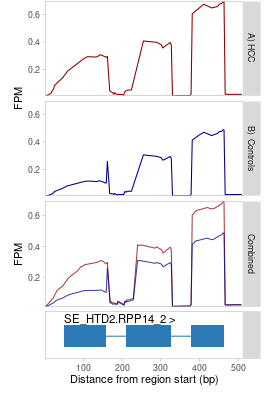 0.6
0.4
0.2
FPM
A) HCC
0.6
0.4
0.2
FPM
B) Controls
0.6
0.4
0.2
FPM
Combined
SE_HTD2.RPP14_2 >
100 200 300 400 500
Distance from region start (bp)